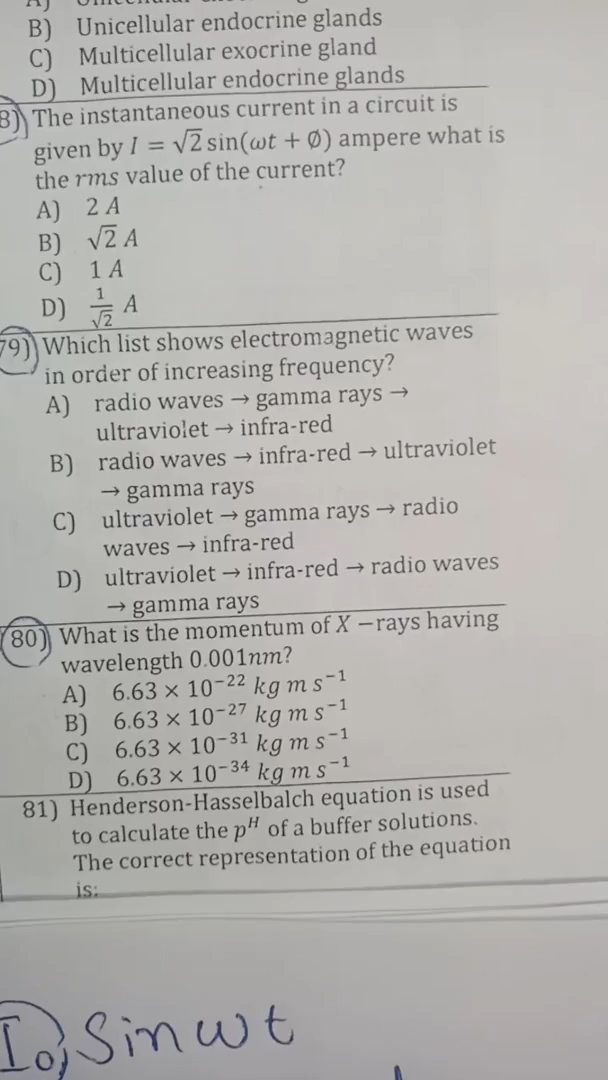 B) Unicellular endocrine glands
C) Multicellular exocrine gland
D) Multicellular endocrine glands
8) The instantaneous current in a circuit is
given by I = √2 sin(ωt + Ø) ampere what is
the rms value of the current?
A) 2 A
B) √2 A
C) 1 A
D) 1/√2 A
79) Which list shows electromagnetic waves
in order of increasing frequency?
A) radio waves → gamma rays →
ultraviolet → infra-red
B) radio waves → infra-red → ultraviolet
→ gamma rays
C) ultraviolet → gamma rays → radio
waves → infra-red
D) ultraviolet → infra-red → radio waves
→ gamma rays
80) What is the momentum of X −rays having
wavelength 0.001nm?
A) 6.63 × 10⁻²² kg m s⁻¹
B) 6.63 × 10⁻²⁷ kg m s⁻¹
C) 6.63 × 10⁻³¹ kg m s⁻¹
D) 6.63 × 10⁻³⁴ kg m s⁻¹
81) Henderson-Hasselbalch equation is used
to calculate the pᴴ of a buffer solutions.
The correct representation of the equation
is:
I₀ Sin wt